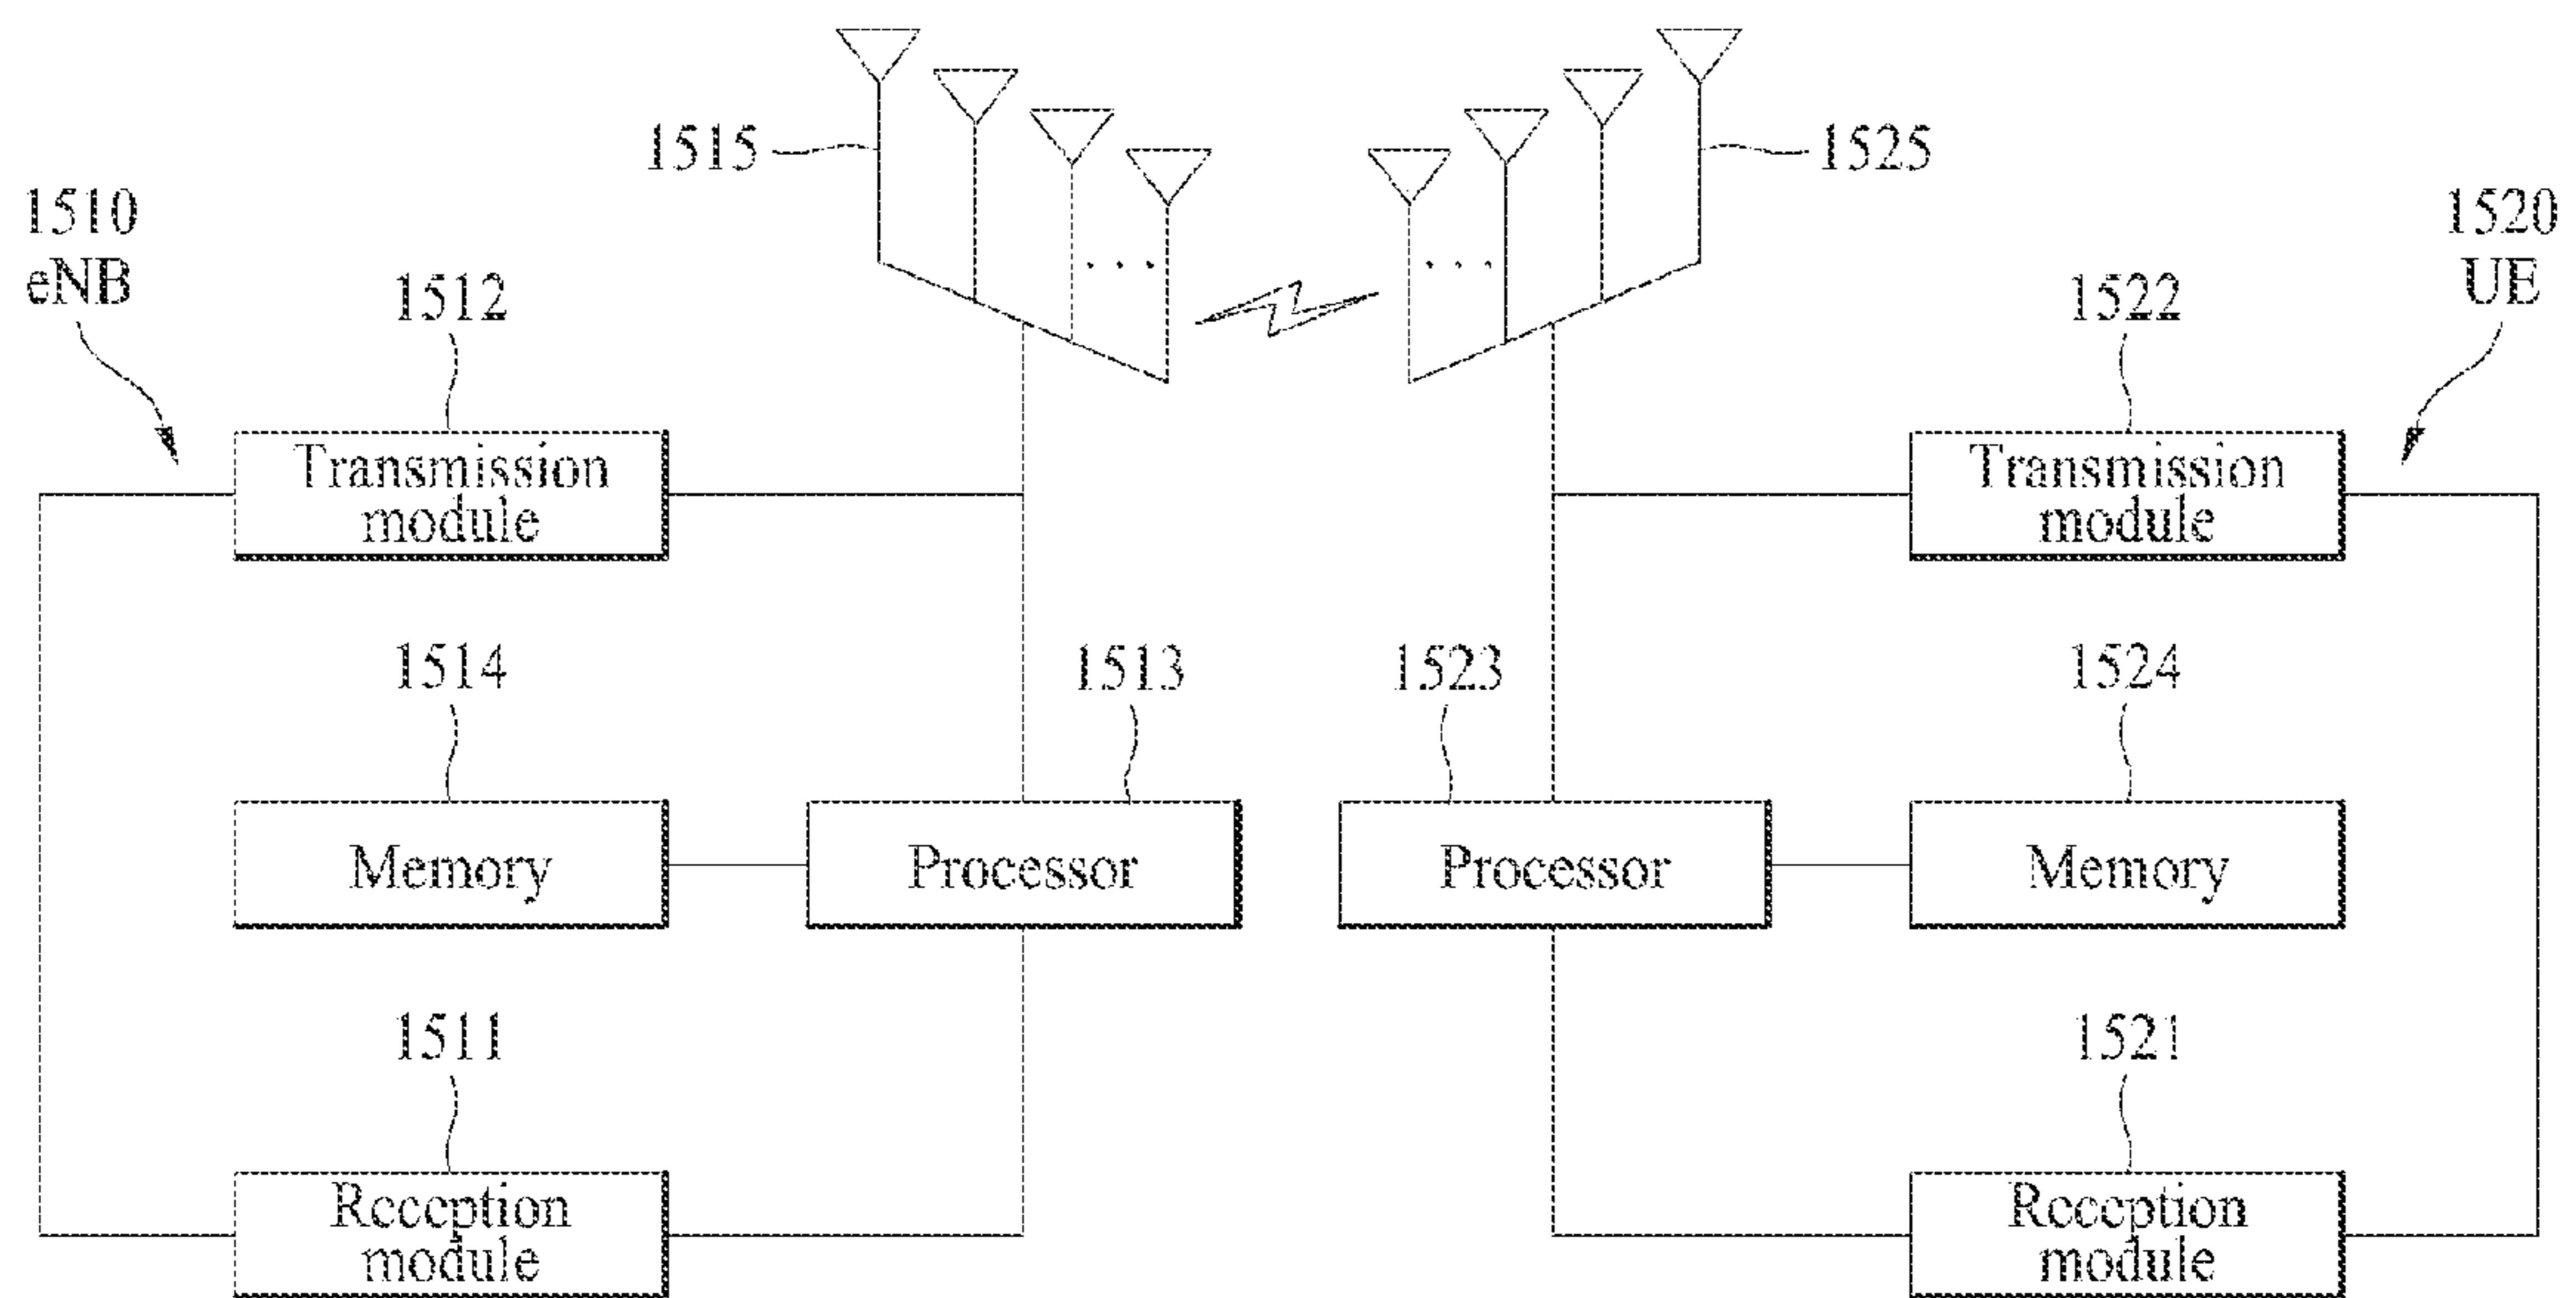 1515
1525
1510
eNB
1520
UE
1512
1522
Transmission
module
Transmission
module
1514
1513
1523
1524
Memory
Processor
Processor
Memory
1511
1521
Reception
module
Reception
module